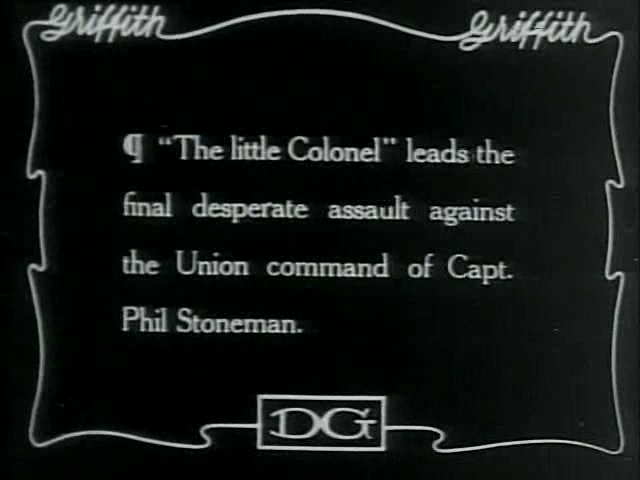 Griffith Griffith
¶ “The little Colonel” leads the
final desperate assault against
the Union command of Capt.
Phil Stoneman.
DG